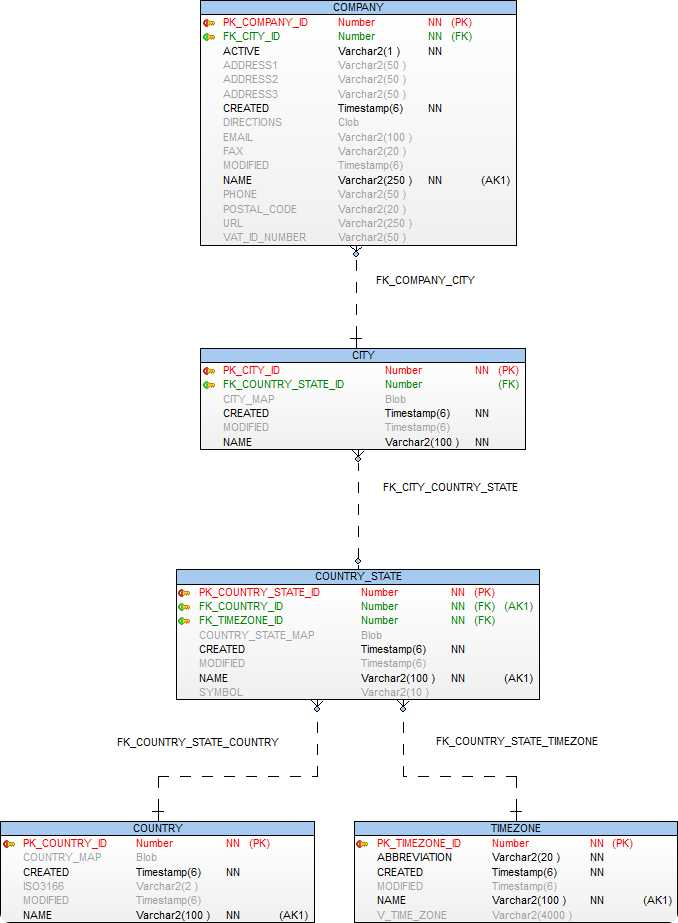 COMPANY
PK_COMPANY_ID Number NN (PK)
FK_CITY_ID Number NN (FK)
ACTIVE Varchar2(1 ) NN
ADDRESS1 Varchar2(50 )
ADDRESS2 Varchar2(50 )
ADDRESS3 Varchar2(50 )
CREATED Timestamp(6) NN
DIRECTIONS Clob
EMAIL Varchar2(100 )
FAX Varchar2(20 )
MODIFIED Timestamp(6)
NAME Varchar2(250 ) NN (AK1)
PHONE Varchar2(50 )
POSTAL_CODE Varchar2(20 )
URL Varchar2(250 )
VAT_ID_NUMBER Varchar2(50 )
FK_COMPANY_CITY
CITY
PK_CITY_ID Number NN (PK)
FK_COUNTRY_STATE_ID Number (FK)
CITY_MAP Blob
CREATED Timestamp(6) NN
MODIFIED Timestamp(6)
NAME Varchar2(100 ) NN
FK_CITY_COUNTRY_STATE
COUNTRY_STATE
PK_COUNTRY_STATE_ID Number NN (PK)
FK_COUNTRY_ID Number NN (FK) (AK1)
FK_TIMEZONE_ID Number NN (FK)
COUNTRY_STATE_MAP Blob
CREATED Timestamp(6) NN
MODIFIED Timestamp(6)
NAME Varchar2(100 ) NN (AK1)
SYMBOL Varchar2(10 )
FK_COUNTRY_STATE_COUNTRY
FK_COUNTRY_STATE_TIMEZONE
COUNTRY
PK_COUNTRY_ID Number NN (PK)
COUNTRY_MAP Blob
CREATED Timestamp(6) NN
ISO3166 Varchar2(2 )
MODIFIED Timestamp(6)
NAME Varchar2(100 ) NN (AK1)
TIMEZONE
PK_TIMEZONE_ID Number NN (PK)
ABBREVIATION Varchar2(20 ) NN
CREATED Timestamp(6) NN
MODIFIED Timestamp(6)
NAME Varchar2(100 ) NN (AK1)
V_TIME_ZONE Varchar2(4000 )